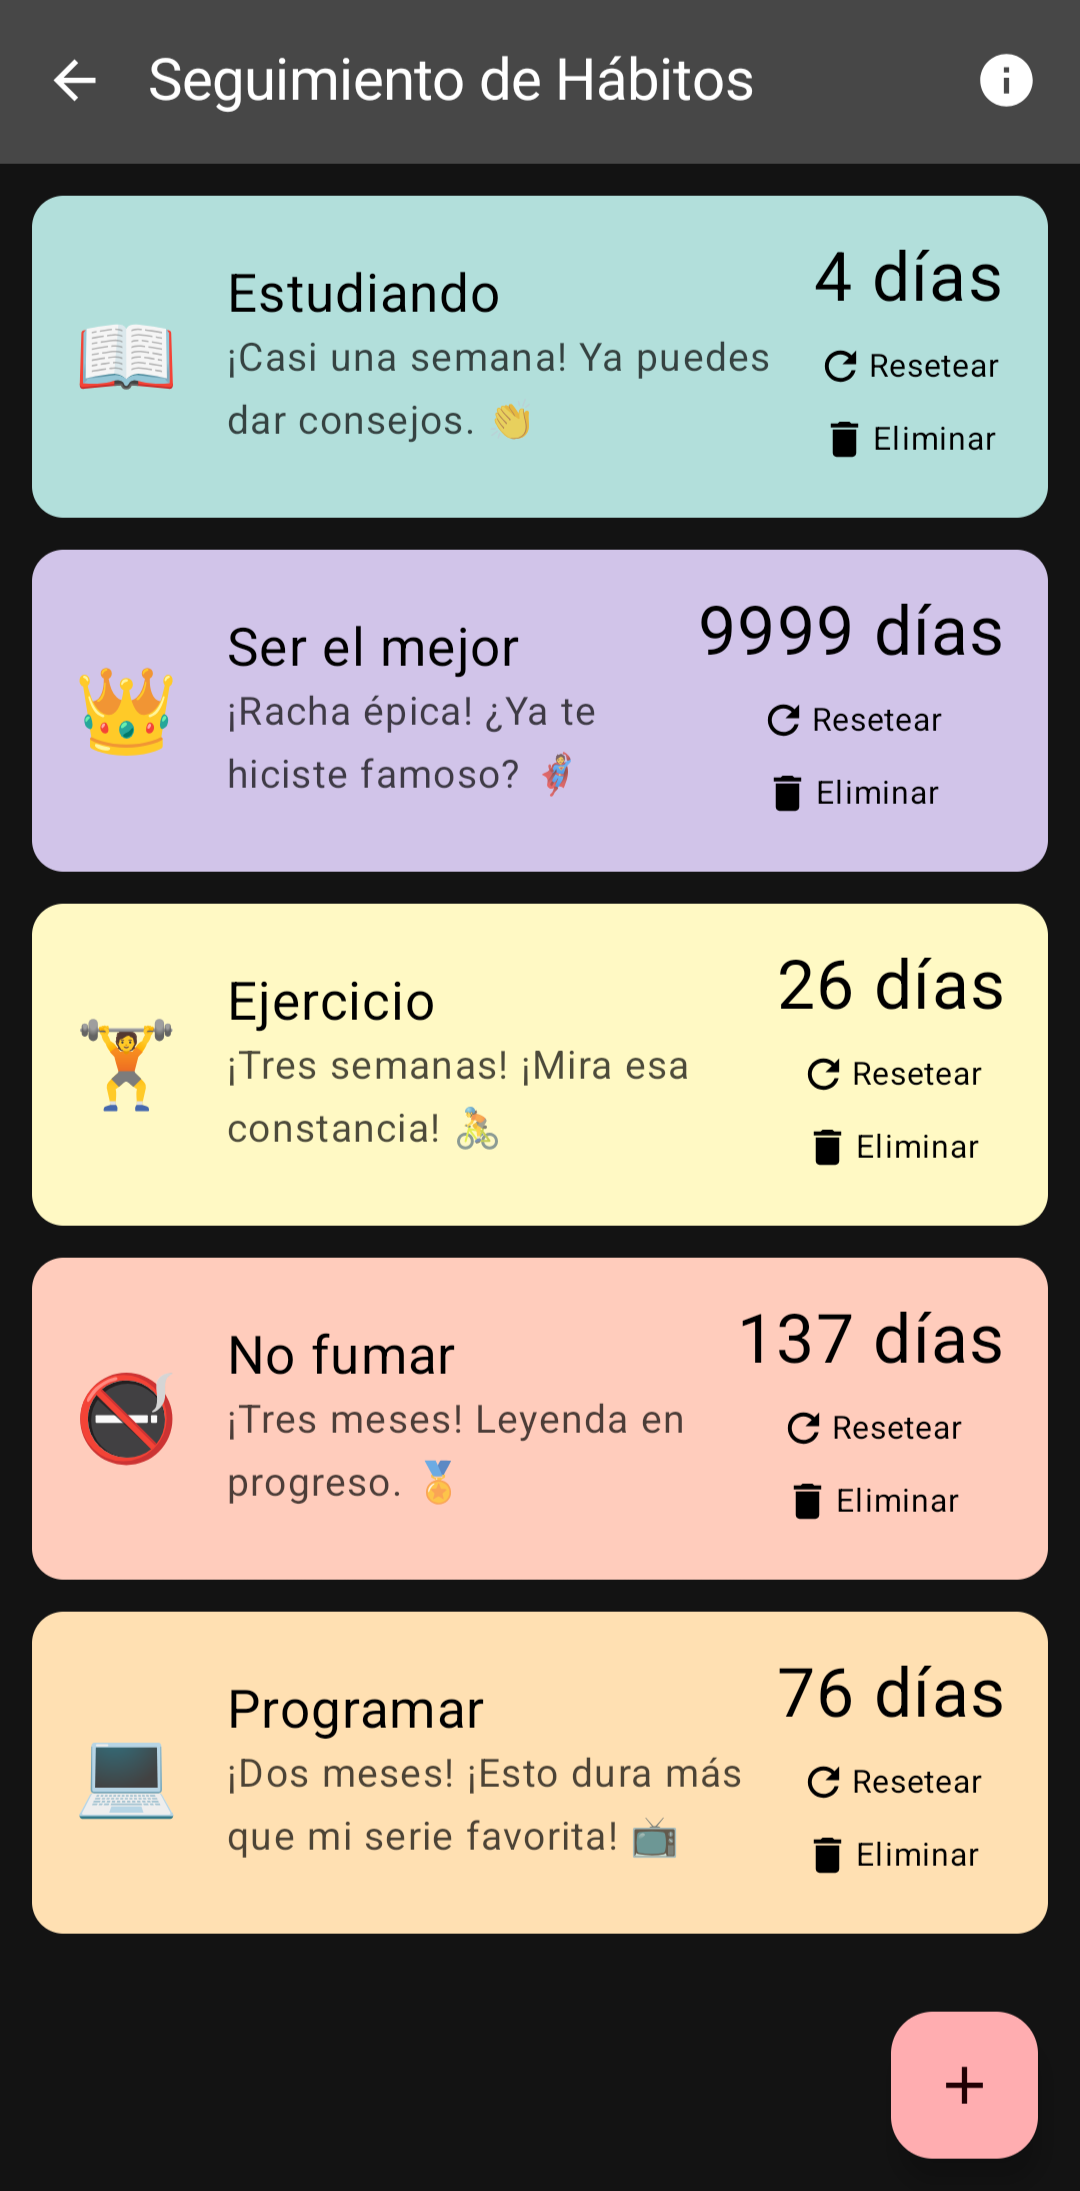 Seguimiento de Hábitos
Estudiando
¡Casi una semana! Ya puedes
dar consejos. 👏
4 días
Resetear
Eliminar
Ser el mejor
¡Racha épica! ¿Ya te
hiciste famoso? 🦸
9999 días
Resetear
Eliminar
Ejercicio
¡Tres semanas! ¡Mira esa
constancia! 🚴
26 días
Resetear
Eliminar
No fumar
¡Tres meses! Leyenda en
progreso. 🏅
137 días
Resetear
Eliminar
Programar
¡Dos meses! ¡Esto dura más
que mi serie favorita! 📺
76 días
Resetear
Eliminar